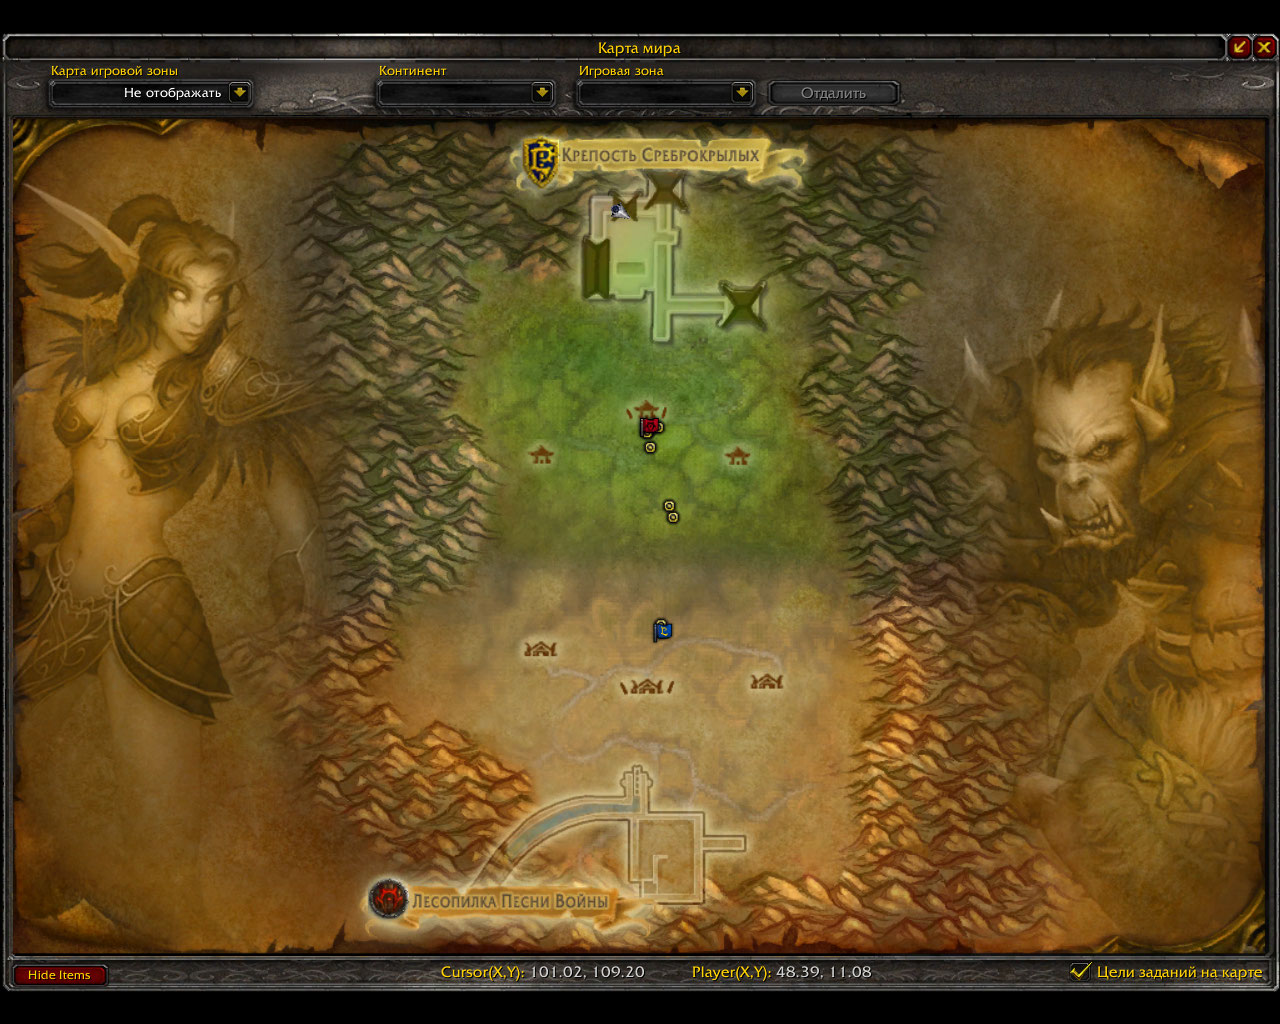 Карта мира
Карта игровой зоны
Континент
Игровая зона
Не отображать
Отдалить
Крепость Среброкрылых
Лесопилка Песни Войны
Hide Items
Cursor(X,Y): 101.02, 109.20
Player(X,Y): 48.39, 11.08
Цели заданий на карте